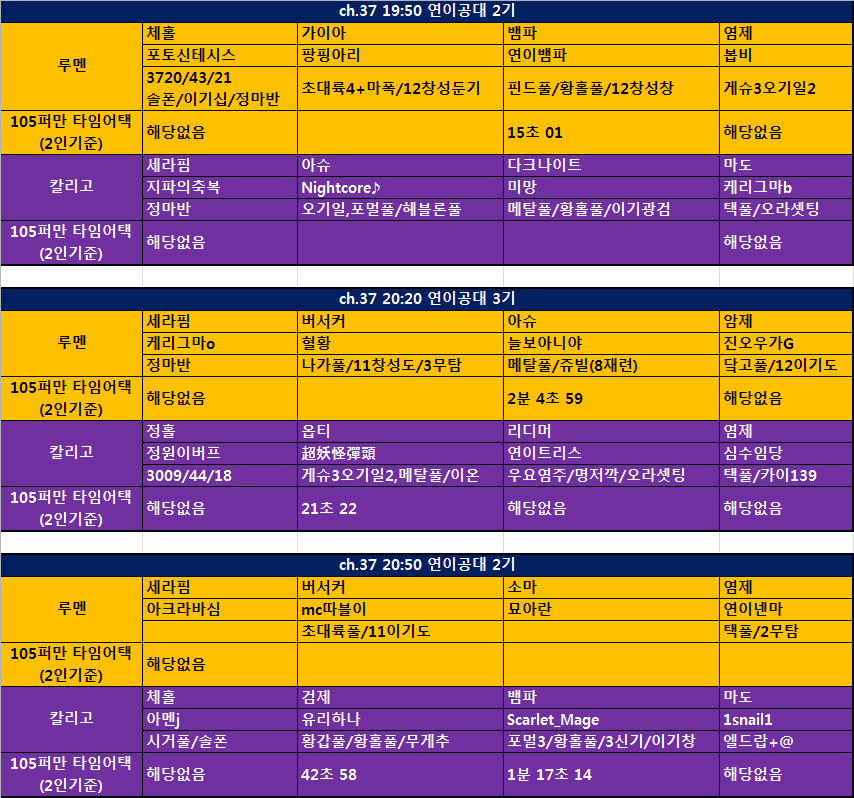 ch.37 19:50 연이공대 2기
루멘
체홀 가이아 뱀파 염제
포토신테시스 팡핑아리 연이뱀파 봅비
3720/43/21
솔폰/이기십/정마반 초대륙4+마폭/12창성둔기 핀드풀/황홀풀/12창성창 게슈3오기일2
105퍼만 타임어택
(2인기준) 해당없음 15초 01 해당없음
칼리고
세라핌 아슈 다크나이트 마도
지파의축복 Nightcore♪ 미망 케리그마b
정마반 오기일,포멀풀/헤블론풀 메탈풀/황홀풀/이기광검 택풀/오라셋팅
105퍼만 타임어택
(2인기준) 해당없음 해당없음
ch.37 20:20 연이공대 3기
루멘
세라핌 버서커 아슈 암제
케리그마o 혈황 늘보아니야 진오우가G
정마반 나가풀/11창성도/3무탐 메탈풀/쥬빌(8재련) 닼고풀/12이기도
105퍼만 타임어택
(2인기준) 해당없음 2분 4초 59 해당없음
칼리고
정홀 옵티 리디머 염제
정원이버프 超妖怪彈頭 연이트리스 심수임당
3009/44/18 게슈3오기일2,메탈풀/이온 우요염주/명저깍/오라셋팅 택풀/카이139
105퍼만 타임어택
(2인기준) 해당없음 21초 22 해당없음 해당없음
ch.37 20:50 연이공대 2기
루멘
세라핌 버서커 소마 염제
아크라바심 mc따블이 묘아란 연이넨마
초대륙풀/11이기도 택풀/2무탐
105퍼만 타임어택
(2인기준) 해당없음
칼리고
체홀 검제 뱀파 마도
아멘j 유리하나 Scarlet_Mage 1snail1
시거풀/솔폰 황갑풀/황홀풀/무게추 포멀3/황홀풀/3신기/이기창 엘드랍+@
105퍼만 타임어택
(2인기준) 해당없음 42초 58 1분 17초 14 해당없음